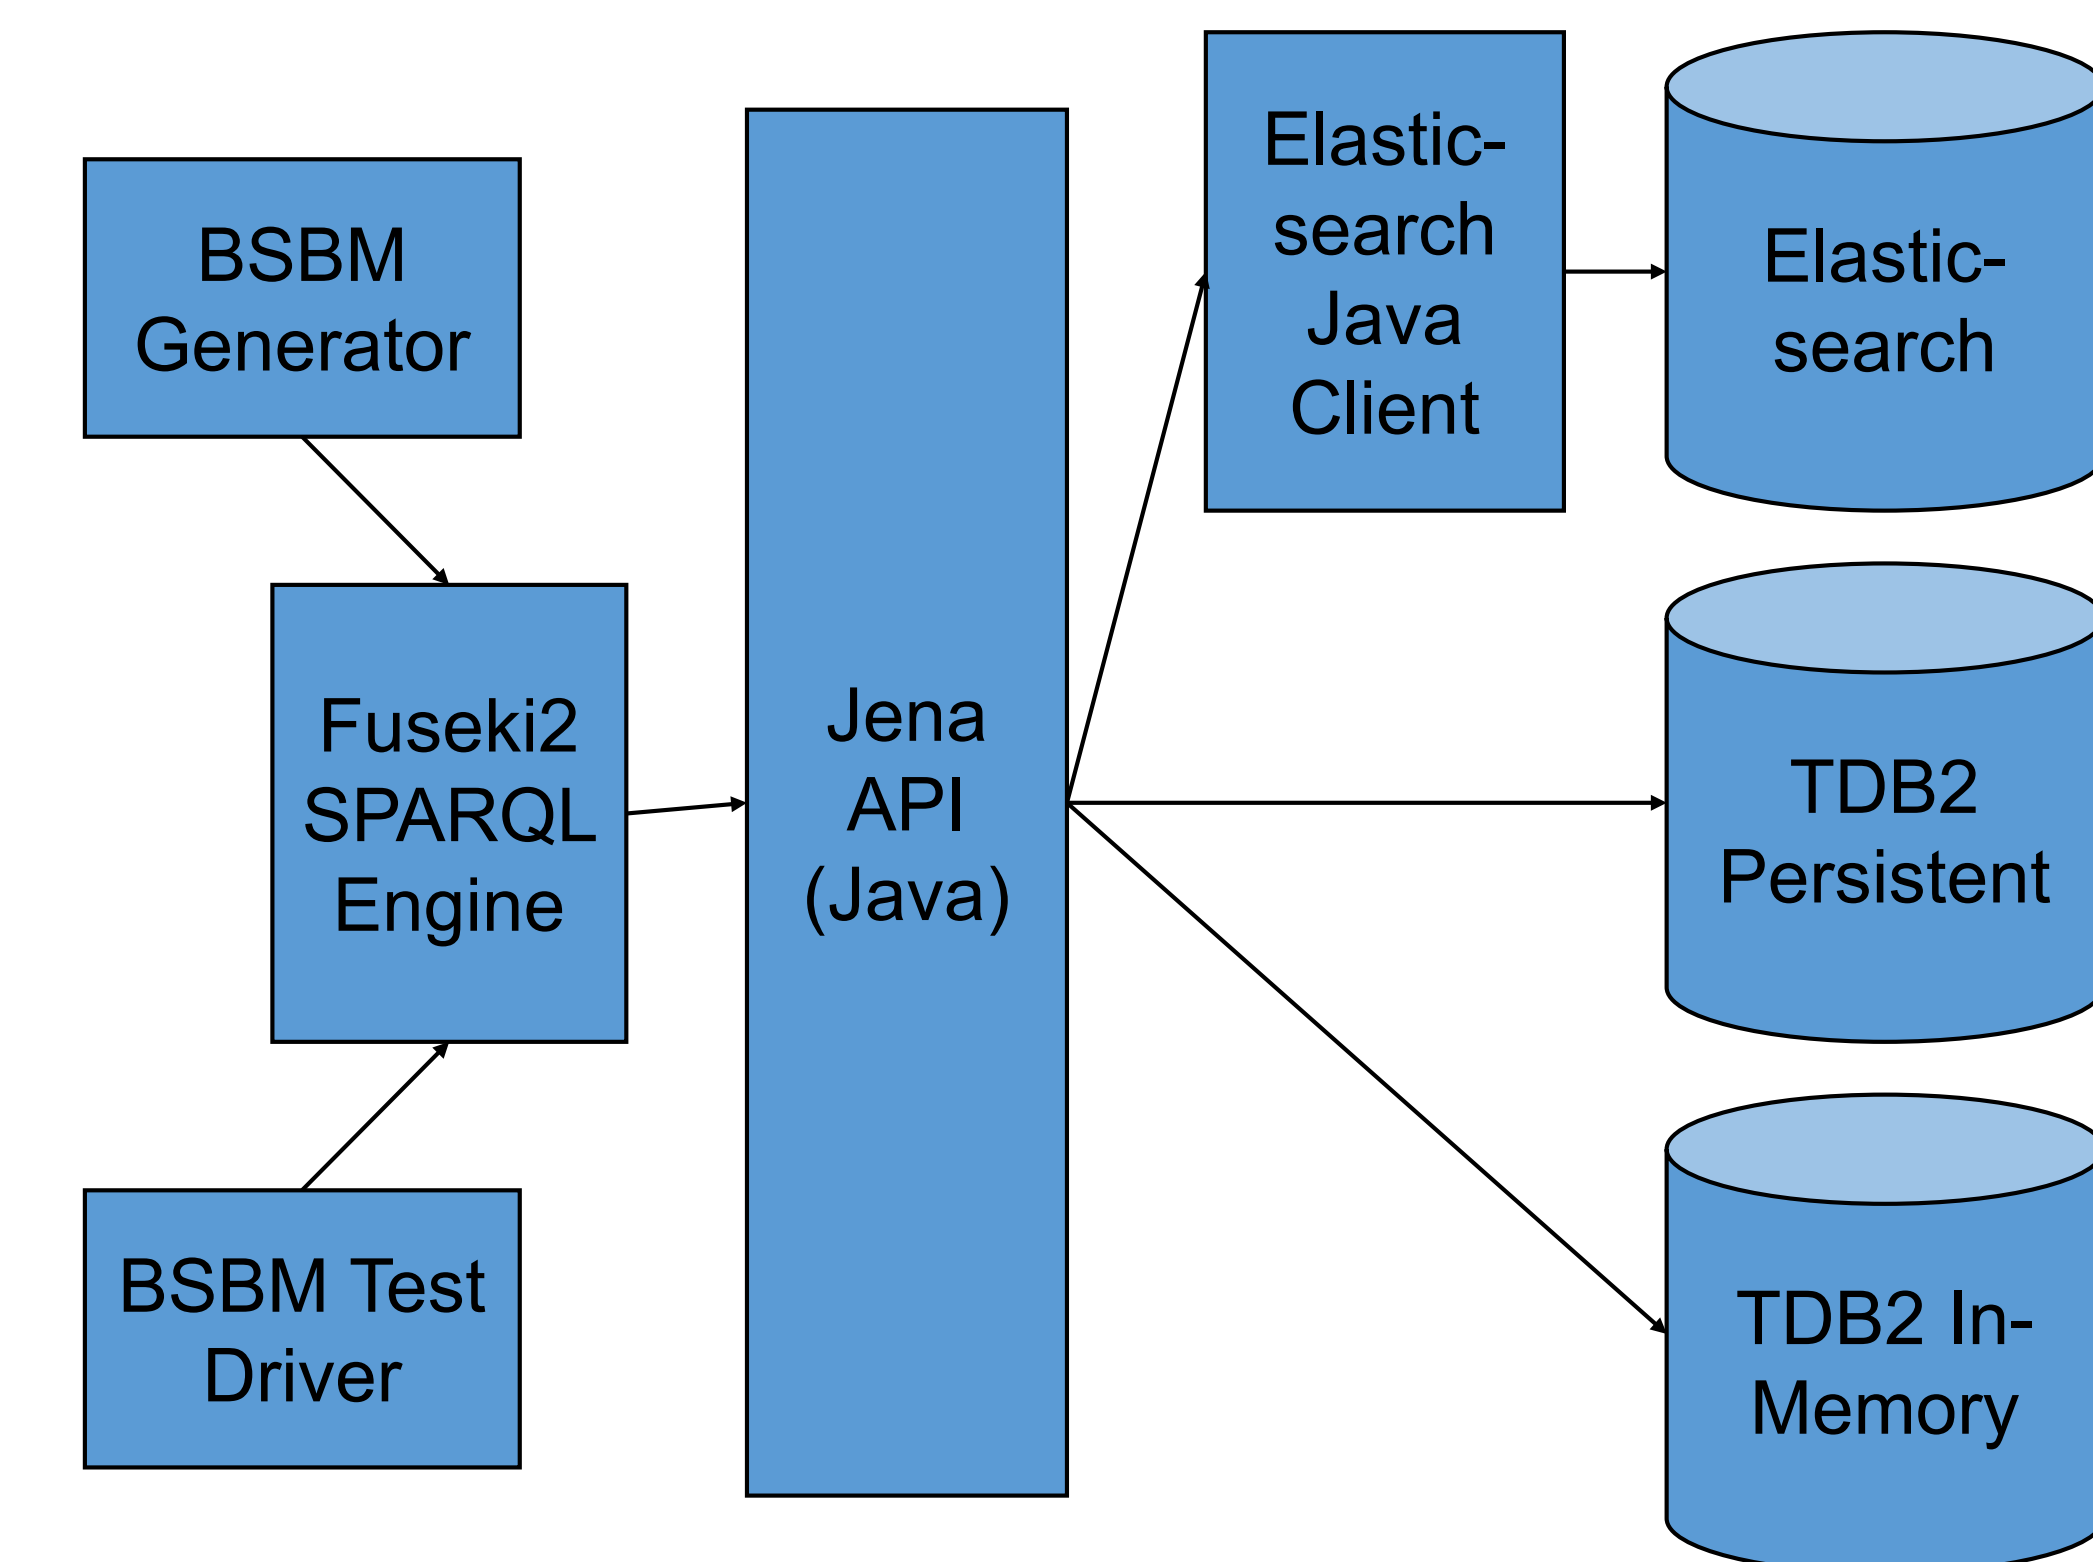 BSBM
Generator
Fuseki2
SPARQL
Engine
BSBM Test
Driver
Jena
API
(Java)
Elastic-
search
Java
Client
Elastic-
search
TDB2
Persistent
TDB2 In-
Memory